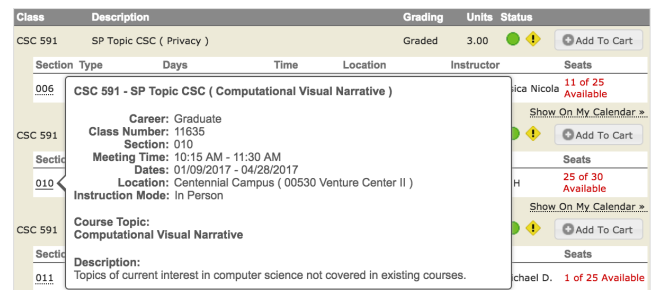 Class Description Grading Units Status
CSC 591 SP Topic CSC ( Privacy ) Graded 3.00 Add To Cart
Section Type Days Time Location Instructor Seats
006 sica Nicola 11 of 25 Available
Show On My Calendar »
CSC 591 Add To Cart
Sectio Seats
010 H 25 of 30 Available
Show On My Calendar »
CSC 591 Add To Cart
Sectio Seats
011 ichael D. 1 of 25 Available
CSC 591 - SP Topic CSC ( Computational Visual Narrative )
Career: Graduate
Class Number: 11635
Section: 010
Meeting Time: 10:15 AM - 11:30 AM
Dates: 01/09/2017 - 04/28/2017
Location: Centennial Campus ( 00530 Venture Center II )
Instruction Mode: In Person
Course Topic:
Computational Visual Narrative
Description:
Topics of current interest in computer science not covered in existing courses.